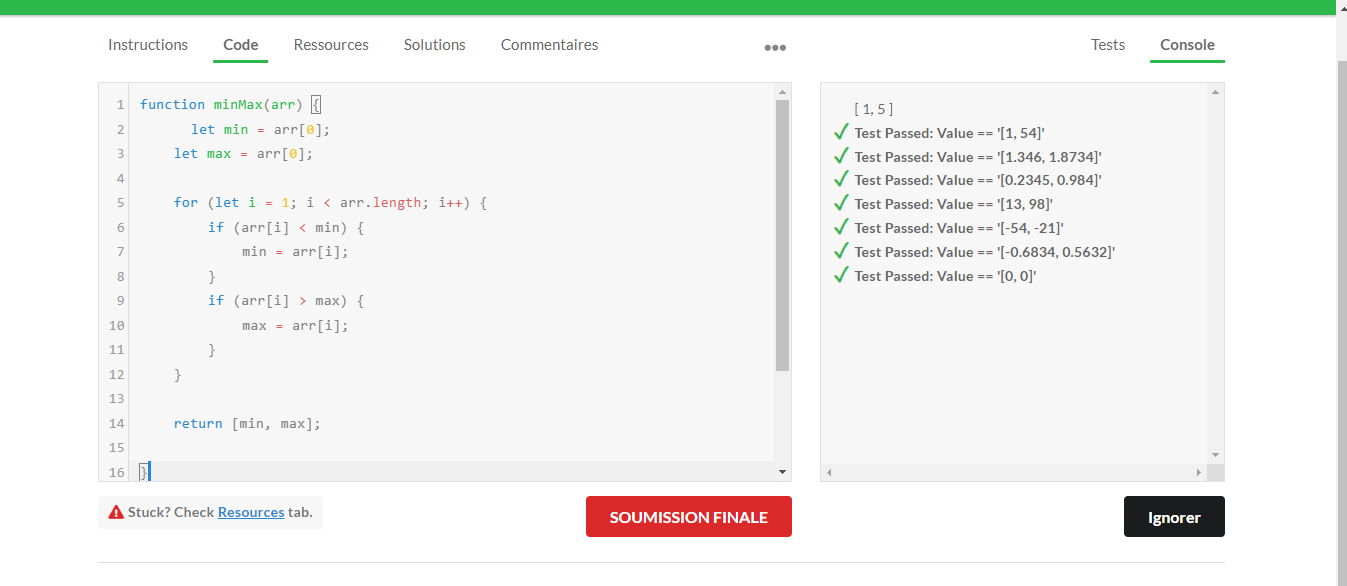 Instructions Code Ressources Solutions Commentaires ••• Tests Console
1 function minMax(arr) {
2 let min = arr[0];
3 let max = arr[0];
4
5 for (let i = 1; i < arr.length; i++) {
6 if (arr[i] < min) {
7 min = arr[i];
8 }
9 if (arr[i] > max) {
10 max = arr[i];
11 }
12 }
13
14 return [min, max];
15
16 }
[ 1, 5 ]
✓ Test Passed: Value == '[1, 54]'
✓ Test Passed: Value == '[1.346, 1.8734]'
✓ Test Passed: Value == '[0.2345, 0.984]'
✓ Test Passed: Value == '[13, 98]'
✓ Test Passed: Value == '[-54, -21]'
✓ Test Passed: Value == '[-0.6834, 0.5632]'
✓ Test Passed: Value == '[0, 0]'
Stuck? Check Resources tab.
SOUMISSION FINALE
Ignorer